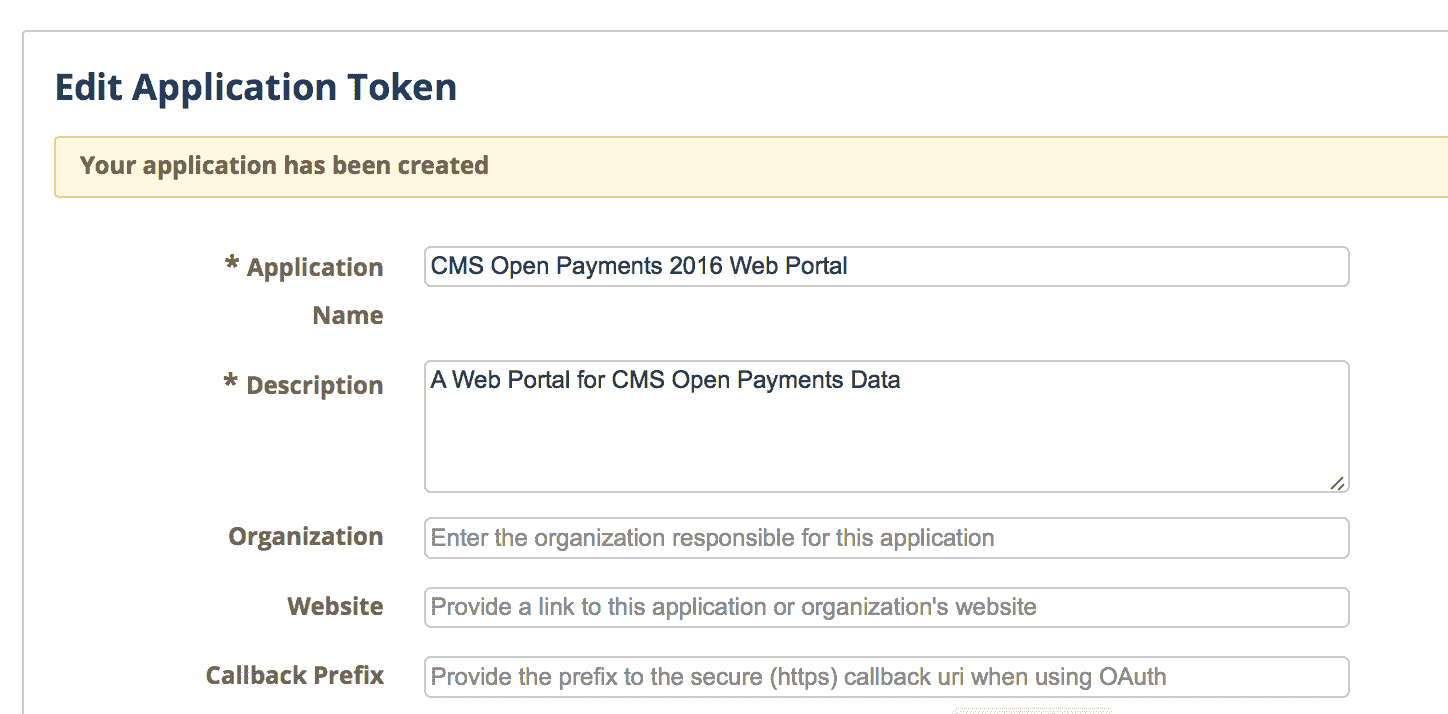 Edit Application Token
Your application has been created
* Application Name
CMS Open Payments 2016 Web Portal
* Description
A Web Portal for CMS Open Payments Data
Organization
Enter the organization responsible for this application
Website
Provide a link to this application or organization's website
Callback Prefix
Provide the prefix to the secure (https) callback uri when using OAuth